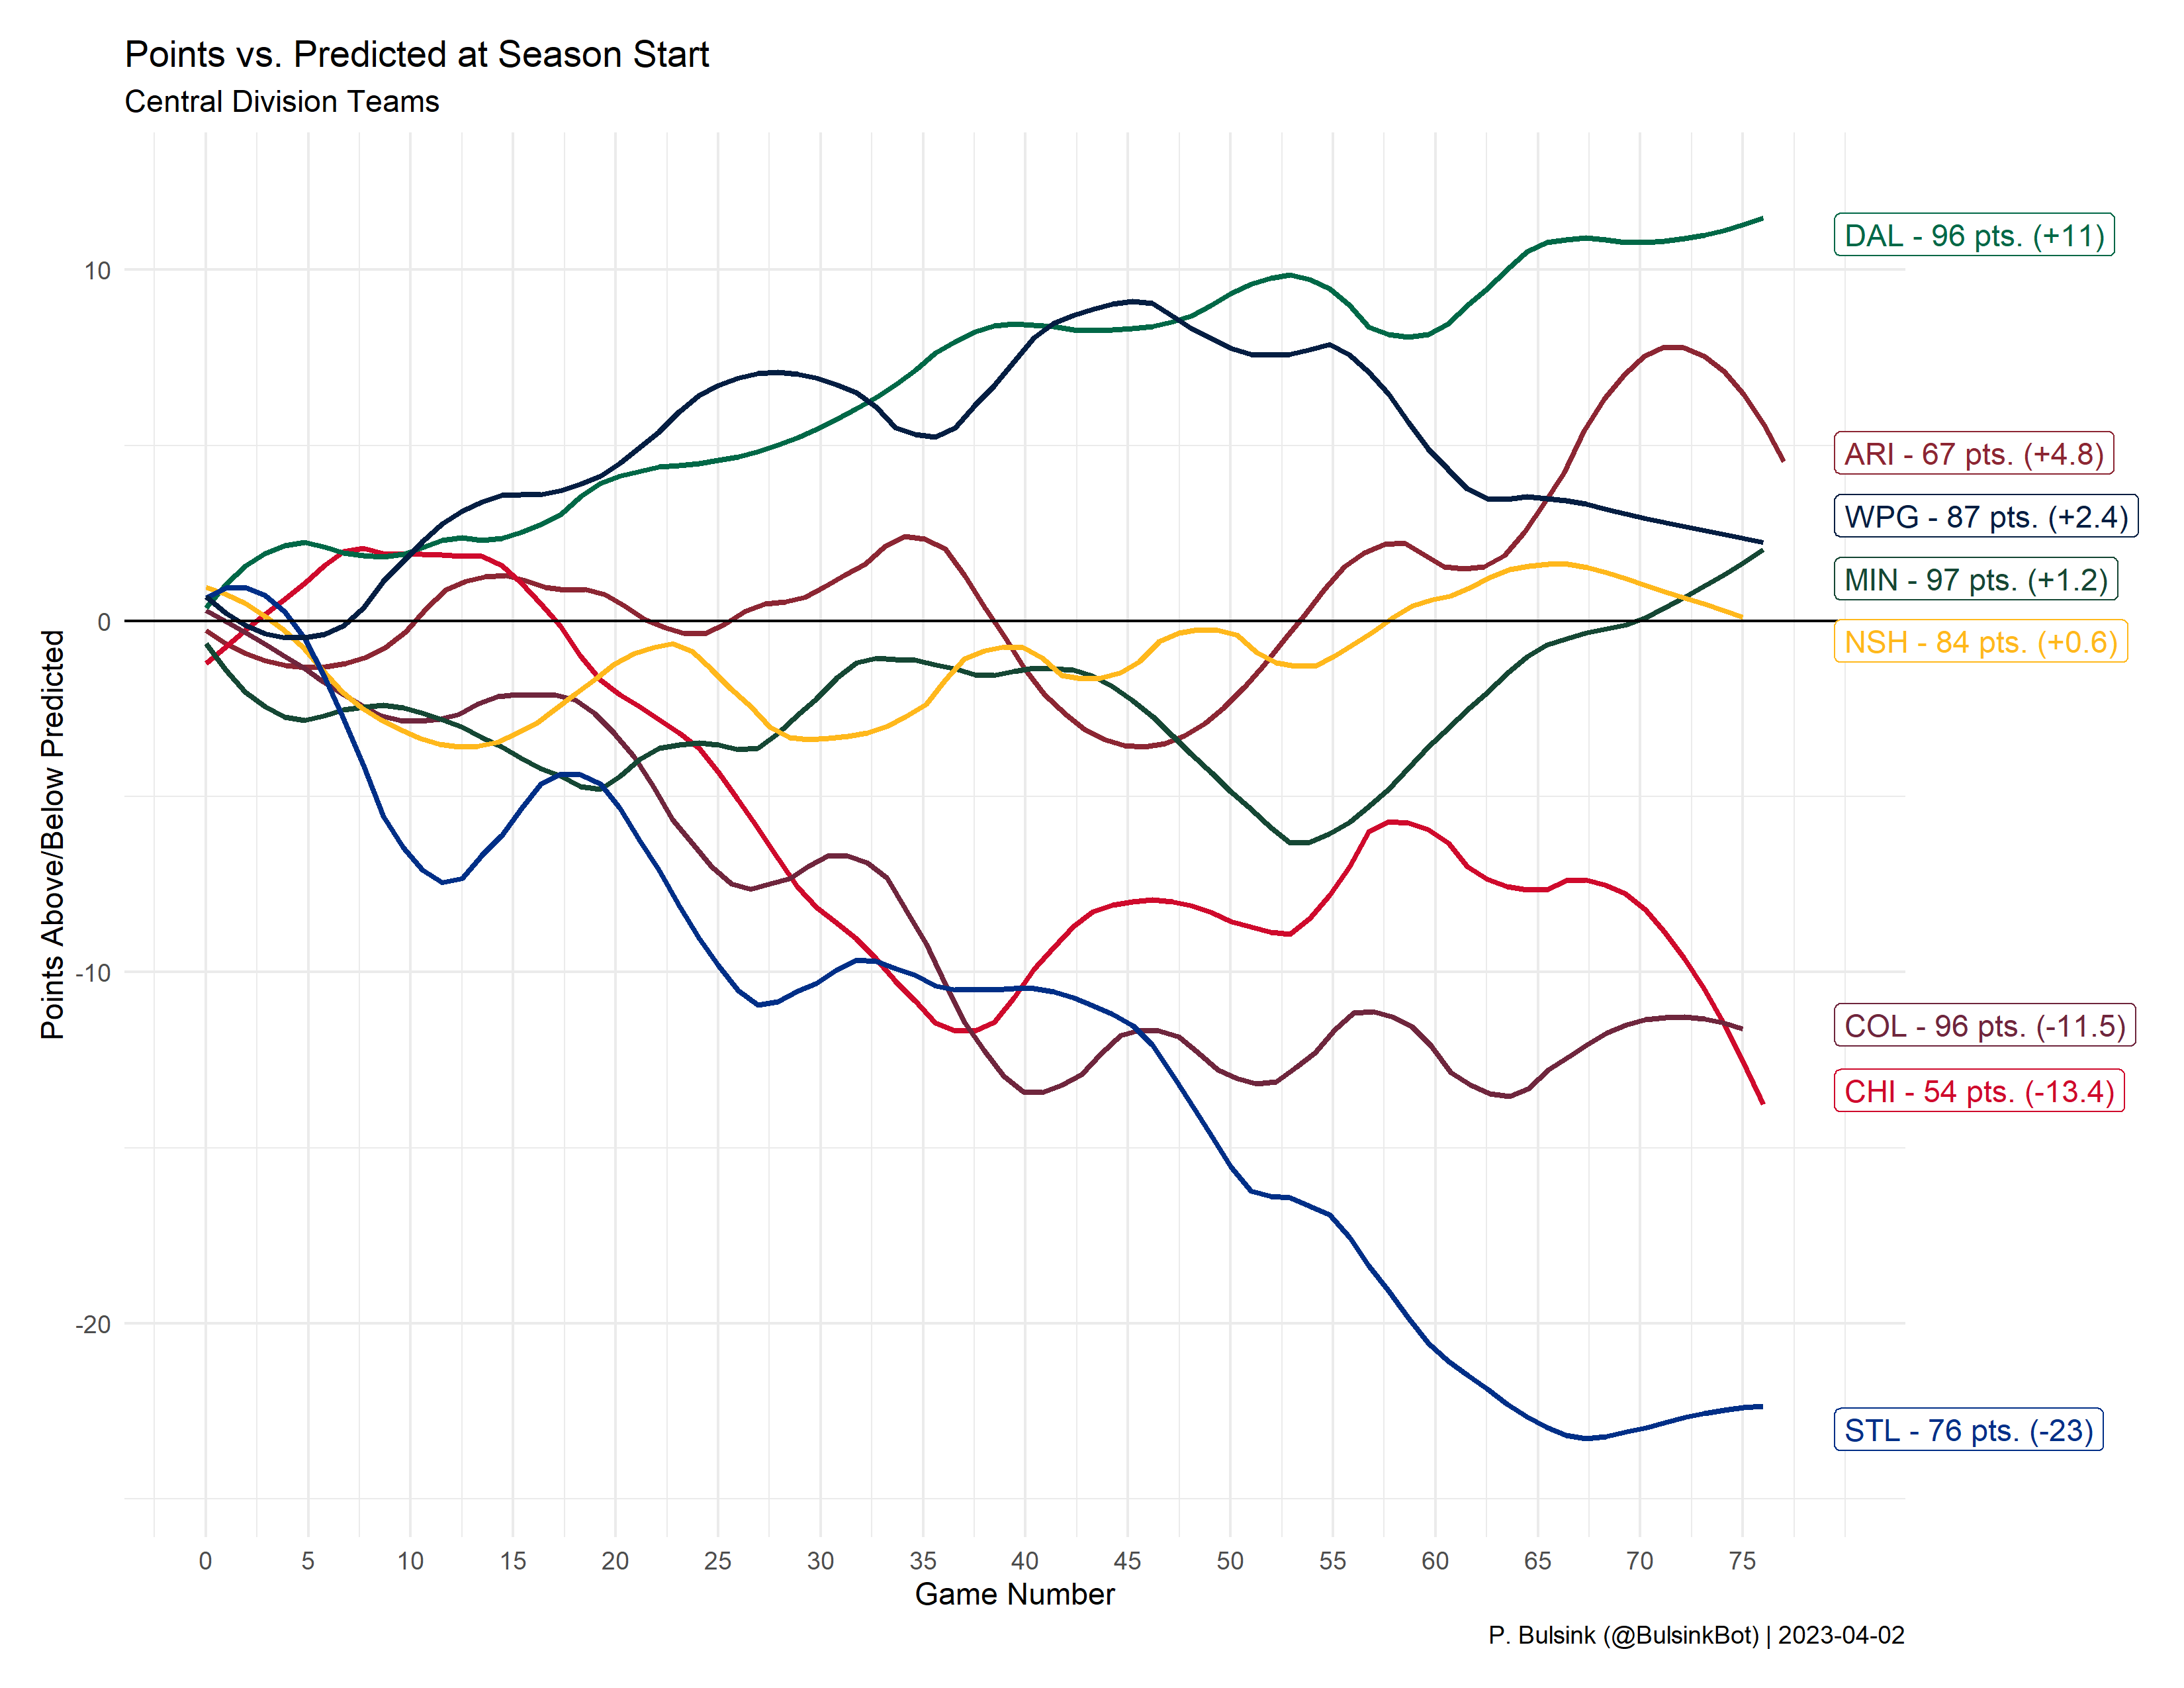 Points vs. Predicted at Season Start
Central Division Teams
Points Above/Below Predicted
10
0
-10
-20
DAL - 96 pts. (+11)
ARI - 67 pts. (+4.8)
WPG - 87 pts. (+2.4)
MIN - 97 pts. (+1.2)
NSH - 84 pts. (+0.6)
COL - 96 pts. (-11.5)
CHI - 54 pts. (-13.4)
STL - 76 pts. (-23)
0 5 10 15 20 25 30 35 40 45 50 55 60 65 70 75
Game Number
P. Bulsink (@BulsinkBot) | 2023-04-02